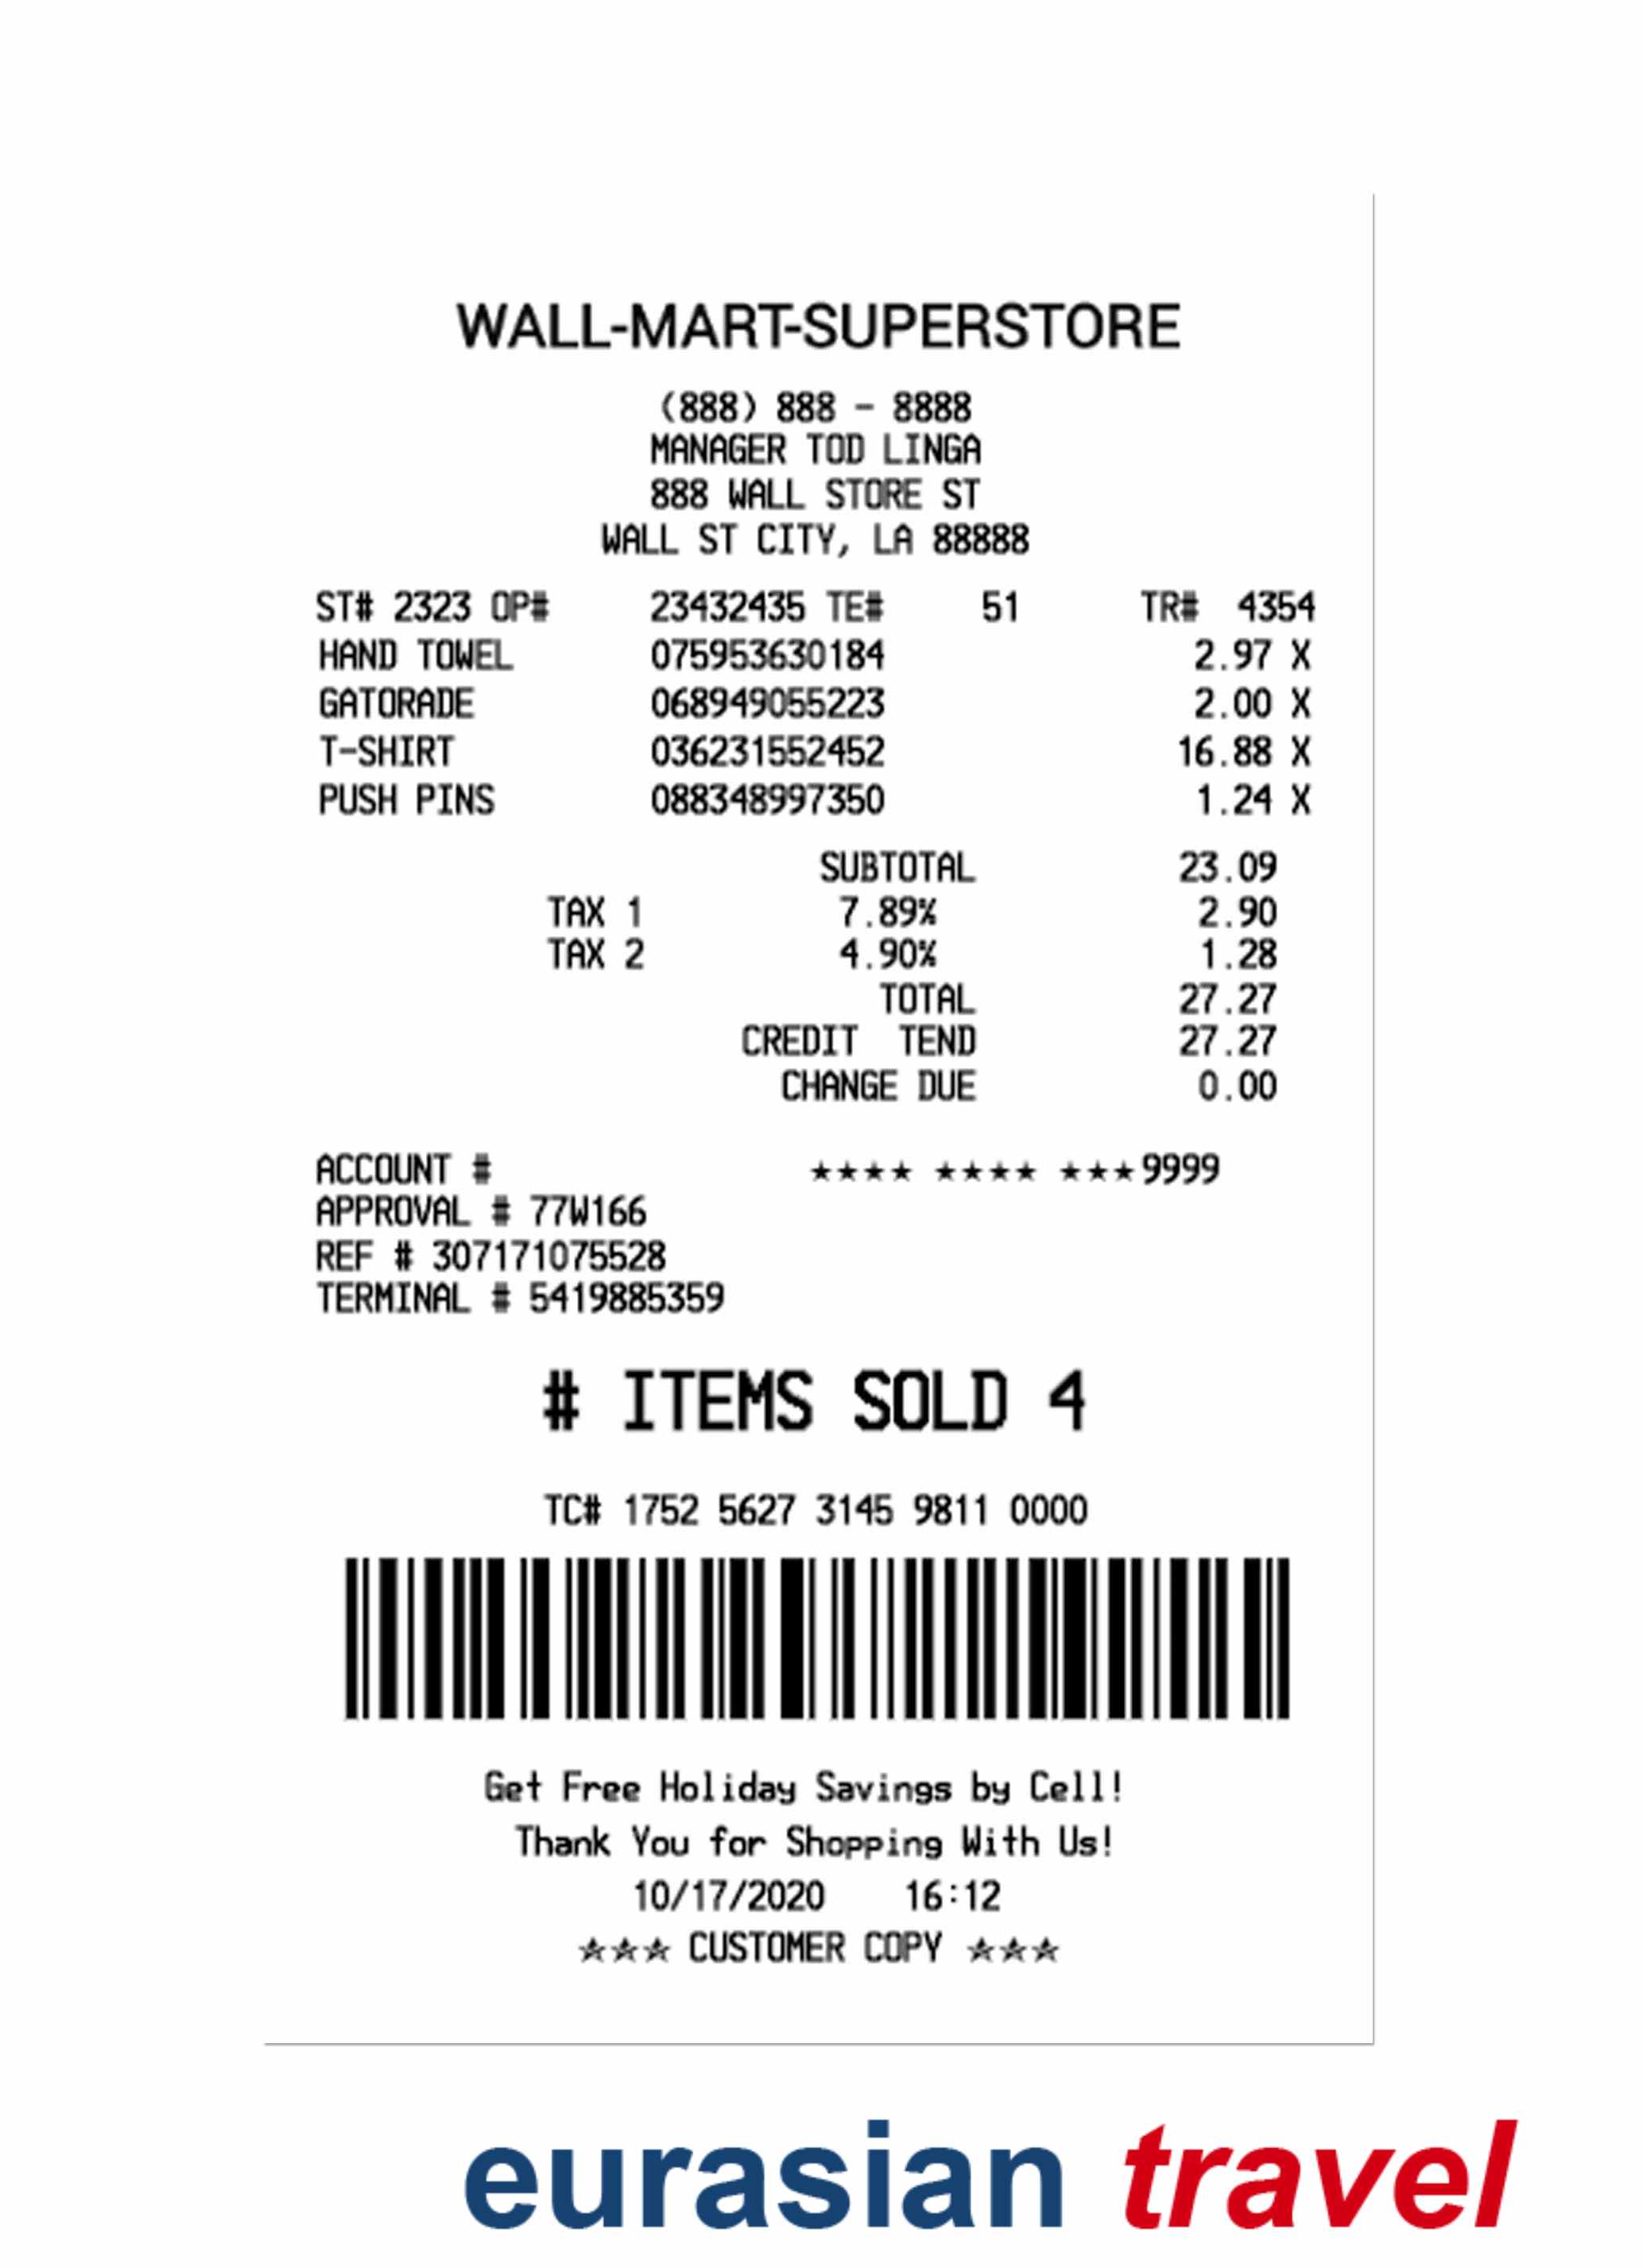 WALL-MART-SUPERSTORE
(888) 888 - 8888
MANAGER TOD LINGA
888 WALL STORE ST
WALL ST CITY, LA 88888
ST# 2323 OP# 23432435 TE# 51 TR# 4354
HAND TOWEL 075953630184 2.97 X
GATORADE 068949055223 2.00 X
T-SHIRT 036231552452 16.88 X
PUSH PINS 088348997350 1.24 X
SUBTOTAL 23.09
TAX 1 7.89% 2.90
TAX 2 4.90% 1.28
TOTAL 27.27
CREDIT TEND 27.27
CHANGE DUE 0.00
ACCOUNT # ★★★★ ★★★★ ★★★9999
APPROVAL # 77W166
REF # 307171075528
TERMINAL # 5419885359
# ITEMS SOLD 4
TC# 1752 5627 3145 9811 0000
Get Free Holiday Savings by Cell!
Thank You for Shopping With Us!
10/17/2020 16:12
★★★ CUSTOMER COPY ★★★
eurasian travel